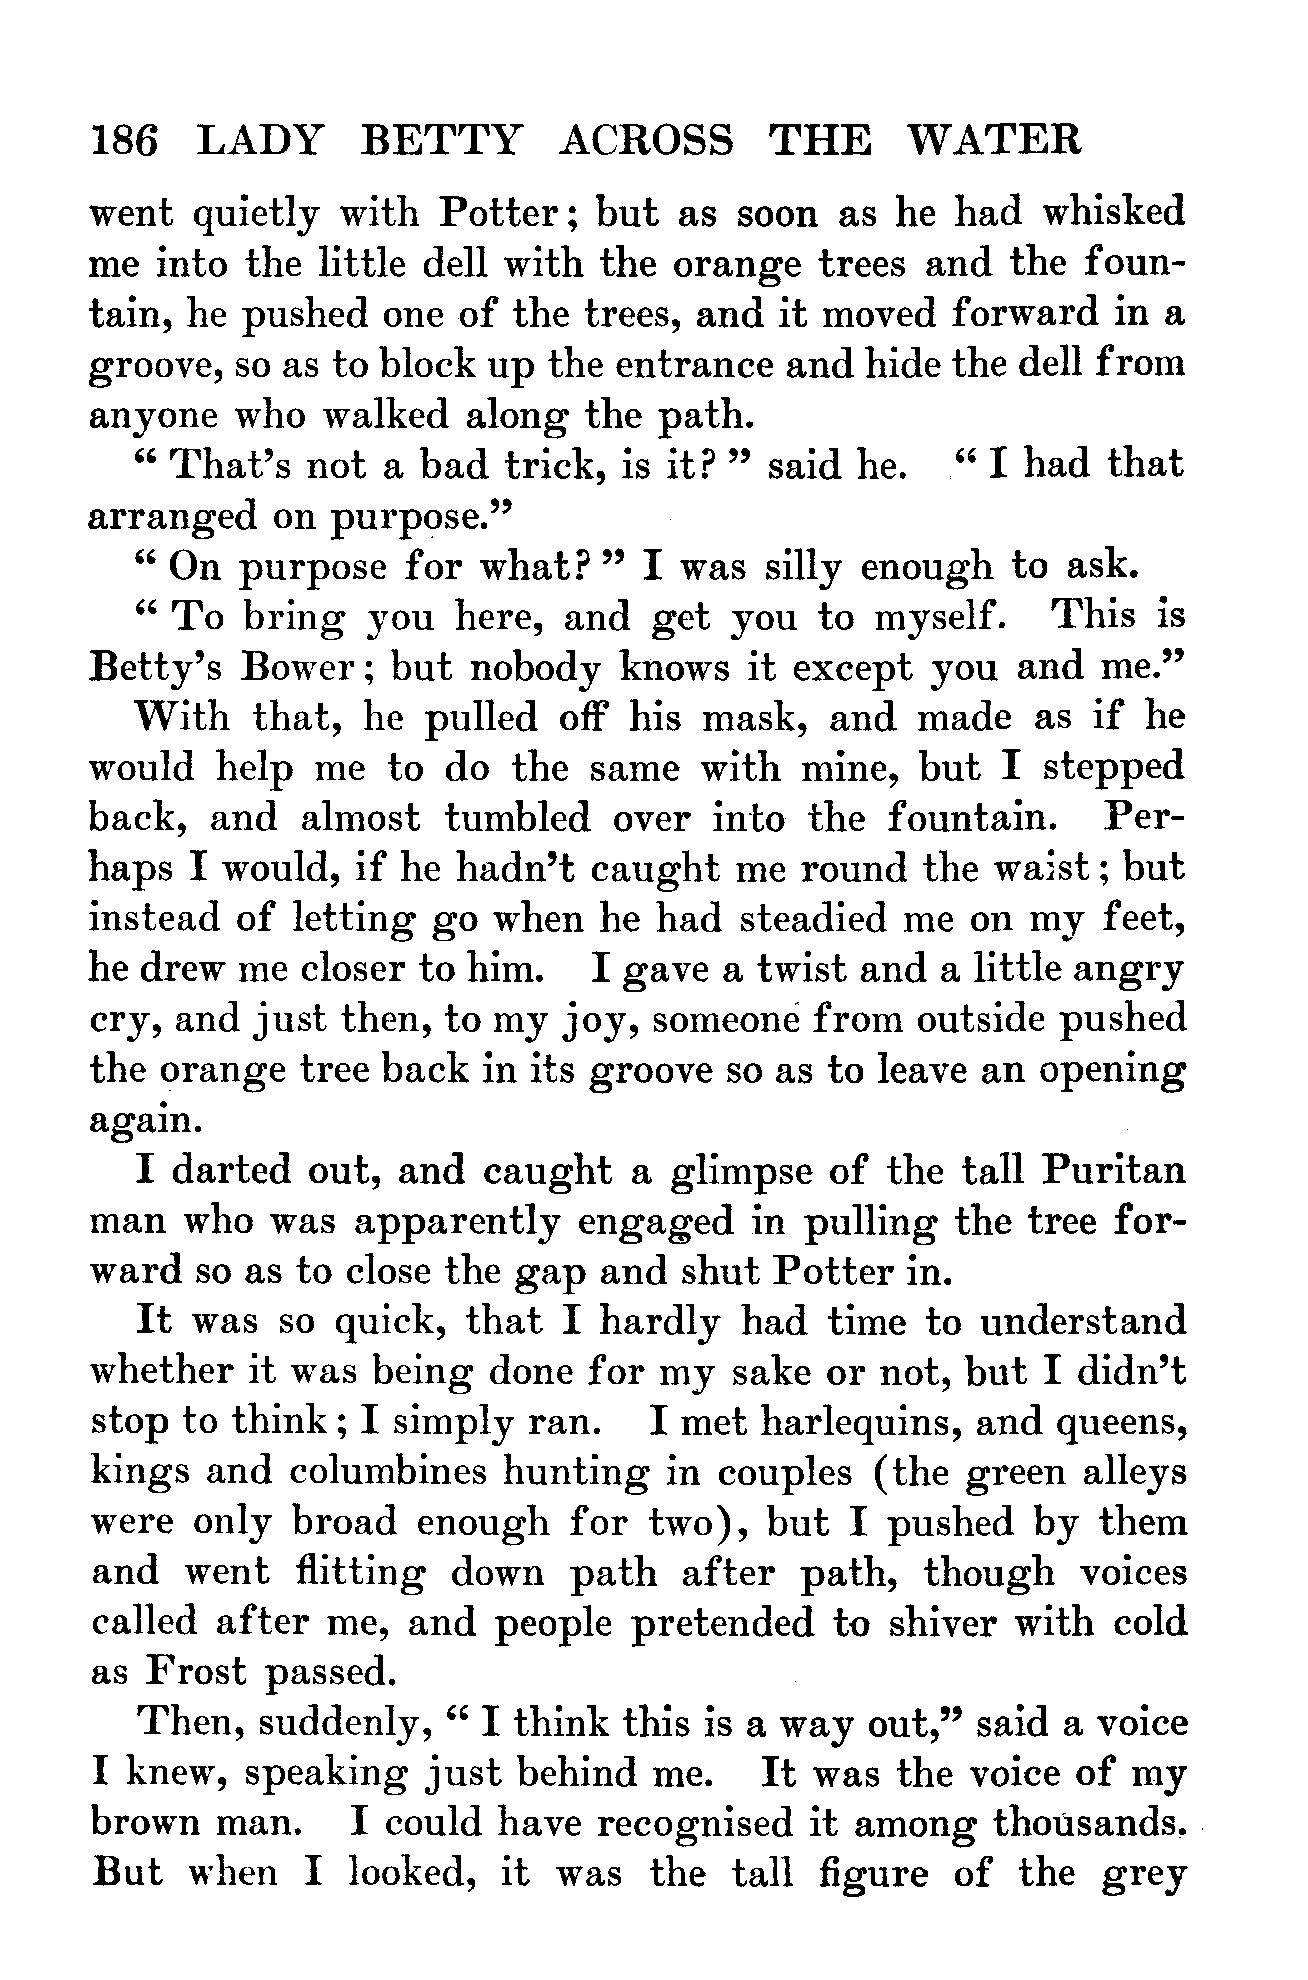 186 LADY BETTY ACROSS THE WATER
went quietly with Potter; but as soon as he had whisked
me into the little dell with the orange trees and the foun-
tain, he pushed one of the trees, and it moved forward in a
groove, so as to block up the entrance and hide the dell from
anyone who walked along the path.
“ That’s not a bad trick, is it? ” said he. “ I had that
arranged on purpose.”
“ On purpose for what? ” I was silly enough to ask.
“ To bring you here, and get you to myself. This is
Betty’s Bower; but nobody knows it except you and me.”
With that, he pulled off his mask, and made as if he
would help me to do the same with mine, but I stepped
back, and almost tumbled over into the fountain. Per-
haps I would, if he hadn’t caught me round the waist; but
instead of letting go when he had steadied me on my feet,
he drew me closer to him. I gave a twist and a little angry
cry, and just then, to my joy, someone from outside pushed
the orange tree back in its groove so as to leave an opening
again.
I darted out, and caught a glimpse of the tall Puritan
man who was apparently engaged in pulling the tree for-
ward so as to close the gap and shut Potter in.
It was so quick, that I hardly had time to understand
whether it was being done for my sake or not, but I didn’t
stop to think; I simply ran. I met harlequins, and queens,
kings and columbines hunting in couples (the green alleys
were only broad enough for two), but I pushed by them
and went flitting down path after path, though voices
called after me, and people pretended to shiver with cold
as Frost passed.
Then, suddenly, “ I think this is a way out,” said a voice
I knew, speaking just behind me. It was the voice of my
brown man. I could have recognised it among thousands.
But when I looked, it was the tall figure of the grey